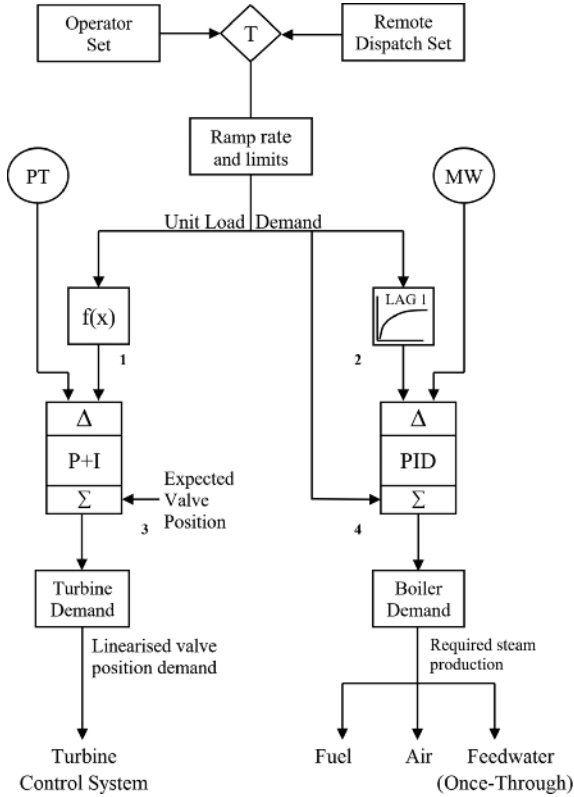 Operator
Set
T
Remote
Dispatch Set
Ramp rate
and limits
PT
MW
Unit Load Demand
f(x)
LAG 1
1
2
Δ
Δ
P+I
PID
Σ
Expected
Valve
Position
Σ
3
4
Turbine
Demand
Boiler
Demand
Linearised valve
position demand
Required steam
production
Turbine
Control System
Fuel
Air
Feedwater
(Once-Through)